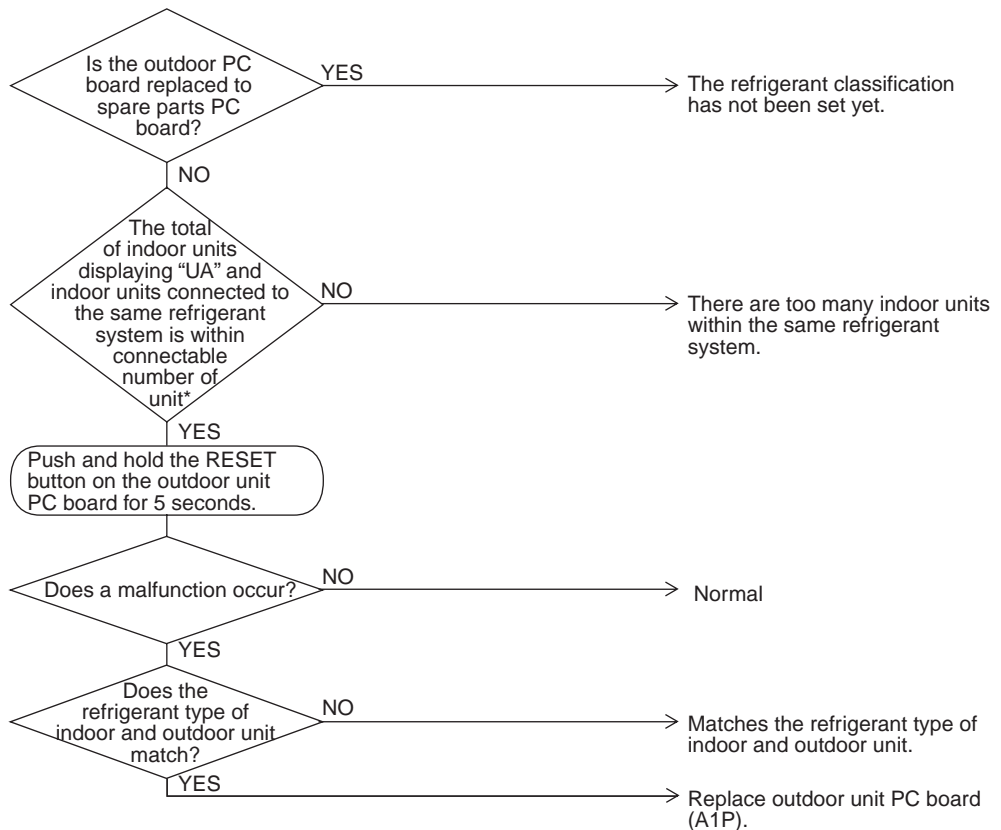 Is the outdoor PC
board replaced to
spare parts PC
board?
YES
The refrigerant classification
has not been set yet.
NO
The total
of indoor units
displaying “UA” and
indoor units connected to
the same refrigerant
system is within
connectable
number of
unit*
NO
There are too many indoor units
within the same refrigerant
system.
YES
Push and hold the RESET
button on the outdoor unit
PC board for 5 seconds.
Does a malfunction occur?
NO
Normal
YES
Does the
refrigerant type of
indoor and outdoor unit
match?
NO
Matches the refrigerant type of
indoor and outdoor unit.
YES
Replace outdoor unit PC board
(A1P).